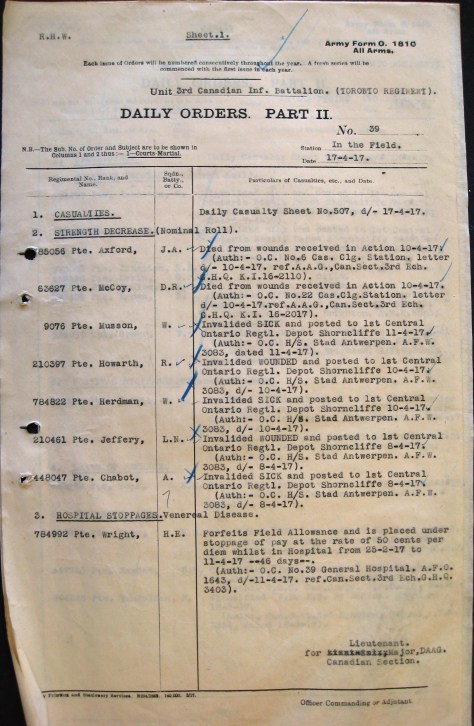 R.H.W. Sheet.1.
Army Form O. 1810
All Arms.
Each issue of Orders will be numbered consecutively throughout the year. A fresh series will be
commenced with the first issue in each year.
Unit 3rd Canadian Inf. Battalion. (TORONTO REGIMENT).
DAILY ORDERS. PART II.
No. 39
N.B.—The Sub. No. of Order and Subject are to be shown in
Columns 1 and 2 thus :— 1—Courts-Martial.
Station In the Field.
Date 17-4-17.
Regimental No., Rank, and
Name.
Sqdn.,
Batty.,
or Co.
Particulars of Casualties, etc., and Date.
1. CASUALTIES. Daily Casualty Sheet No.507, d/- 17-4-17.
2. STRENGTH DECREASE.(Nominal Roll).
785056 Pte. Axford, J.A. Died from wounds received in Action 10-4-17.
(Auth:- O.C. No.6 Cas. Clg. Station. letter
d/- 10-4-17. ref.A.A.G.,Can.Sect.3rd Ech.
G.H.Q. K.I.16-2110).
63627 Pte. McCoy, D.R. Died from wounds received in Action 10-4-17.
(Auth:- O.C. No.22 Cas.Clg.Station. letter
d/- 10-4-17.ref.A.A.G.,Can.Sect.3rd Ech.
G.H.Q. K.I. 16-2017).
9076 Pte. Musson, W. Invalided SICK and posted to 1st Central
Ontario Regtl. Depot Shorncliffe 11-4-17.
(Auth:- O.C. H/S. Stad Antwerpen. A.F.W.
3083, dated 11-4-17).
210397 Pte. Howarth, R. Invalided WOUNDED and posted to 1st Central
Ontario Regtl. Depot Shorncliffe 10-4-17.
(Auth:- O.C. H/S. Stad Antwerpen. A.F.W.
3083, d/- 10-4-17).
784822 Pte. Herdman, W. Invalided SICK and posted to 1st Central
Ontario Regtl. Depot Shorncliffe 10-4-17.
(Auth:- O.C. H/S. Stad Antwerpen. A.F.W.
3083, d/- 10-4-17).
210461 Pte. Jeffery, L.N. Invalided WOUNDED and posted to 1st Central
Ontario Regtl. Depot Shorncliffe 8-4-17.
(Auth:- O.C. H/S. Stad Antwerpen. A.F.W.
3083, d/- 8-4-17).
448047 Pte. Chabot, A. Invalided SICK and posted to 1st Central
Ontario Regtl. Depot Shorncliffe 8-4-17.
(Auth:- O.C. H/S. Stad Antwerpen. A.F.W.
3083, d/- 8-4-17).
3. HOSPITAL STOPPAGES. Venereal Disease.
784992 Pte. Wright, H.E. Forfeits Field Allowance and is placed under
stoppage of pay at the rate of 50 cents per
diem whilst in Hospital from 25-2-17 to
11-4-17 --46 days--.
(Auth:- O.C. No.39 General Hospital. A.F.O.
1643, d/-11-4-17. ref.Can.Sect.3rd Ech.G.H.Q.
3403).
Lieutenant.
for Major, DAAG.
Canadian Section.
and Stationery Services.
Officer Commanding or Adjutant.